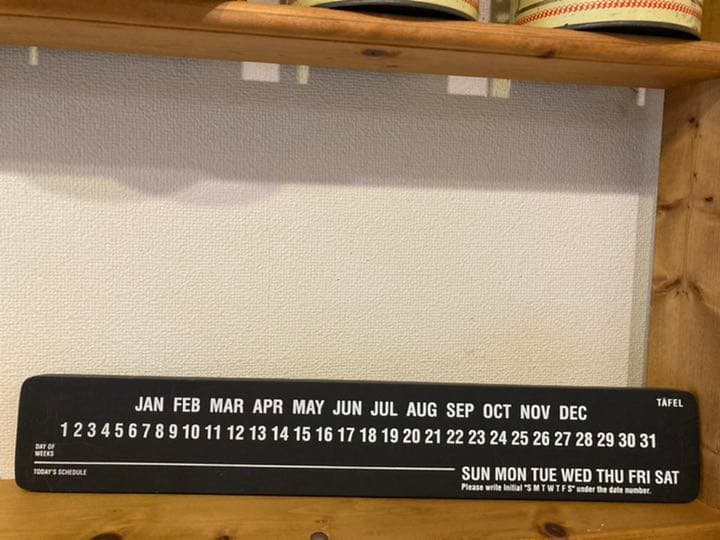 JAN FEB MAR APR MAY JUN JUL AUG SEP OCT NOV DEC
TÅFEL
1 2 3 4 5 6 7 8 9 10 11 12 13 14 15 16 17 18 19 20 21 22 23 24 25 26 27 28 29 30 31
DAY OF
WEEKS
TODAY'S SCHEDULE
SUN MON TUE WED THU FRI SAT
Please write Initial "S M T W T F S" under the date number.